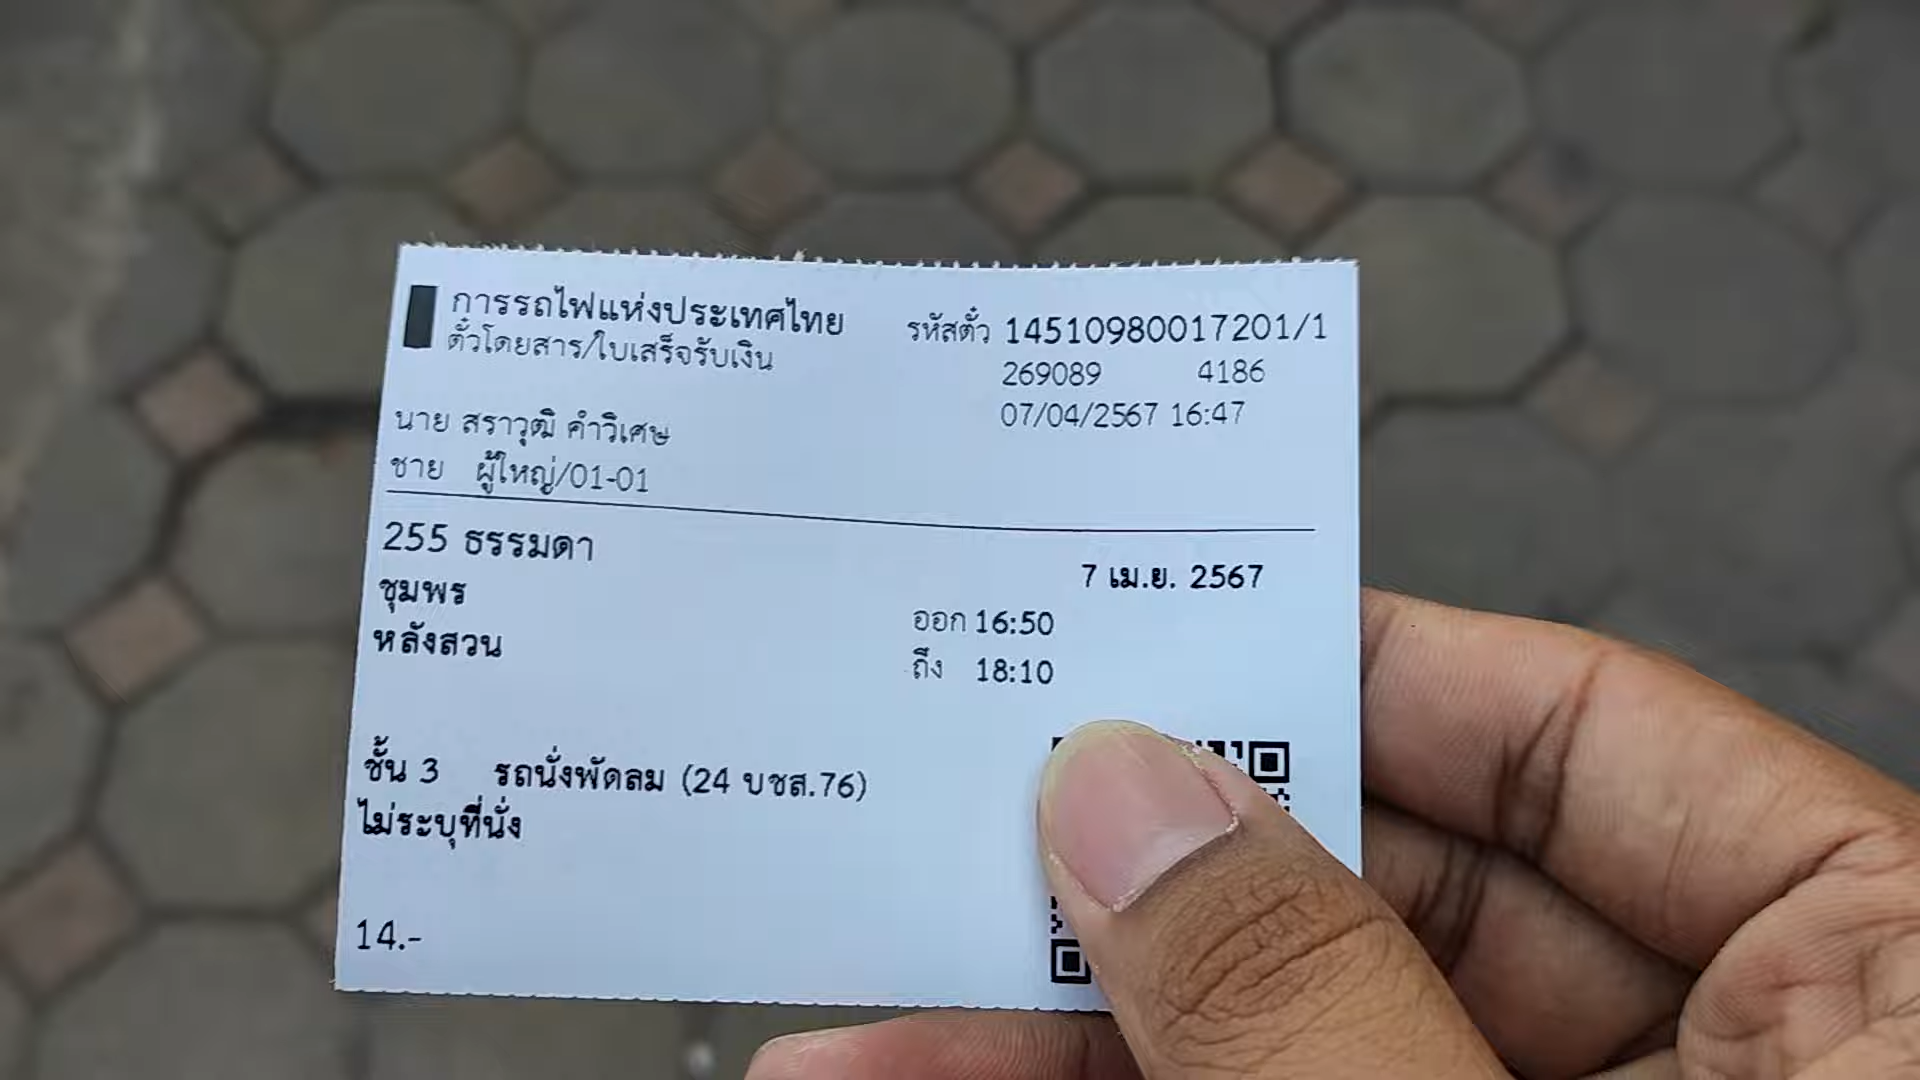 การรถไฟแห่งประเทศไทย
ตั๋วโดยสาร/ใบเสร็จรับเงิน
รหัสตั๋ว 14510980017201/1
269089 4186
07/04/2567 16:47
นาย สราวุฒิ คำวิเศษ
ชาย ผู้ใหญ่/01-01
255 ธรรมดา
7 เม.ย. 2567
ชุมพร
ออก 16:50
หลังสวน
ถึง 18:10
ชั้น 3 รถนั่งพัดลม (24 บชส.76)
ไม่ระบุที่นั่ง
14.-